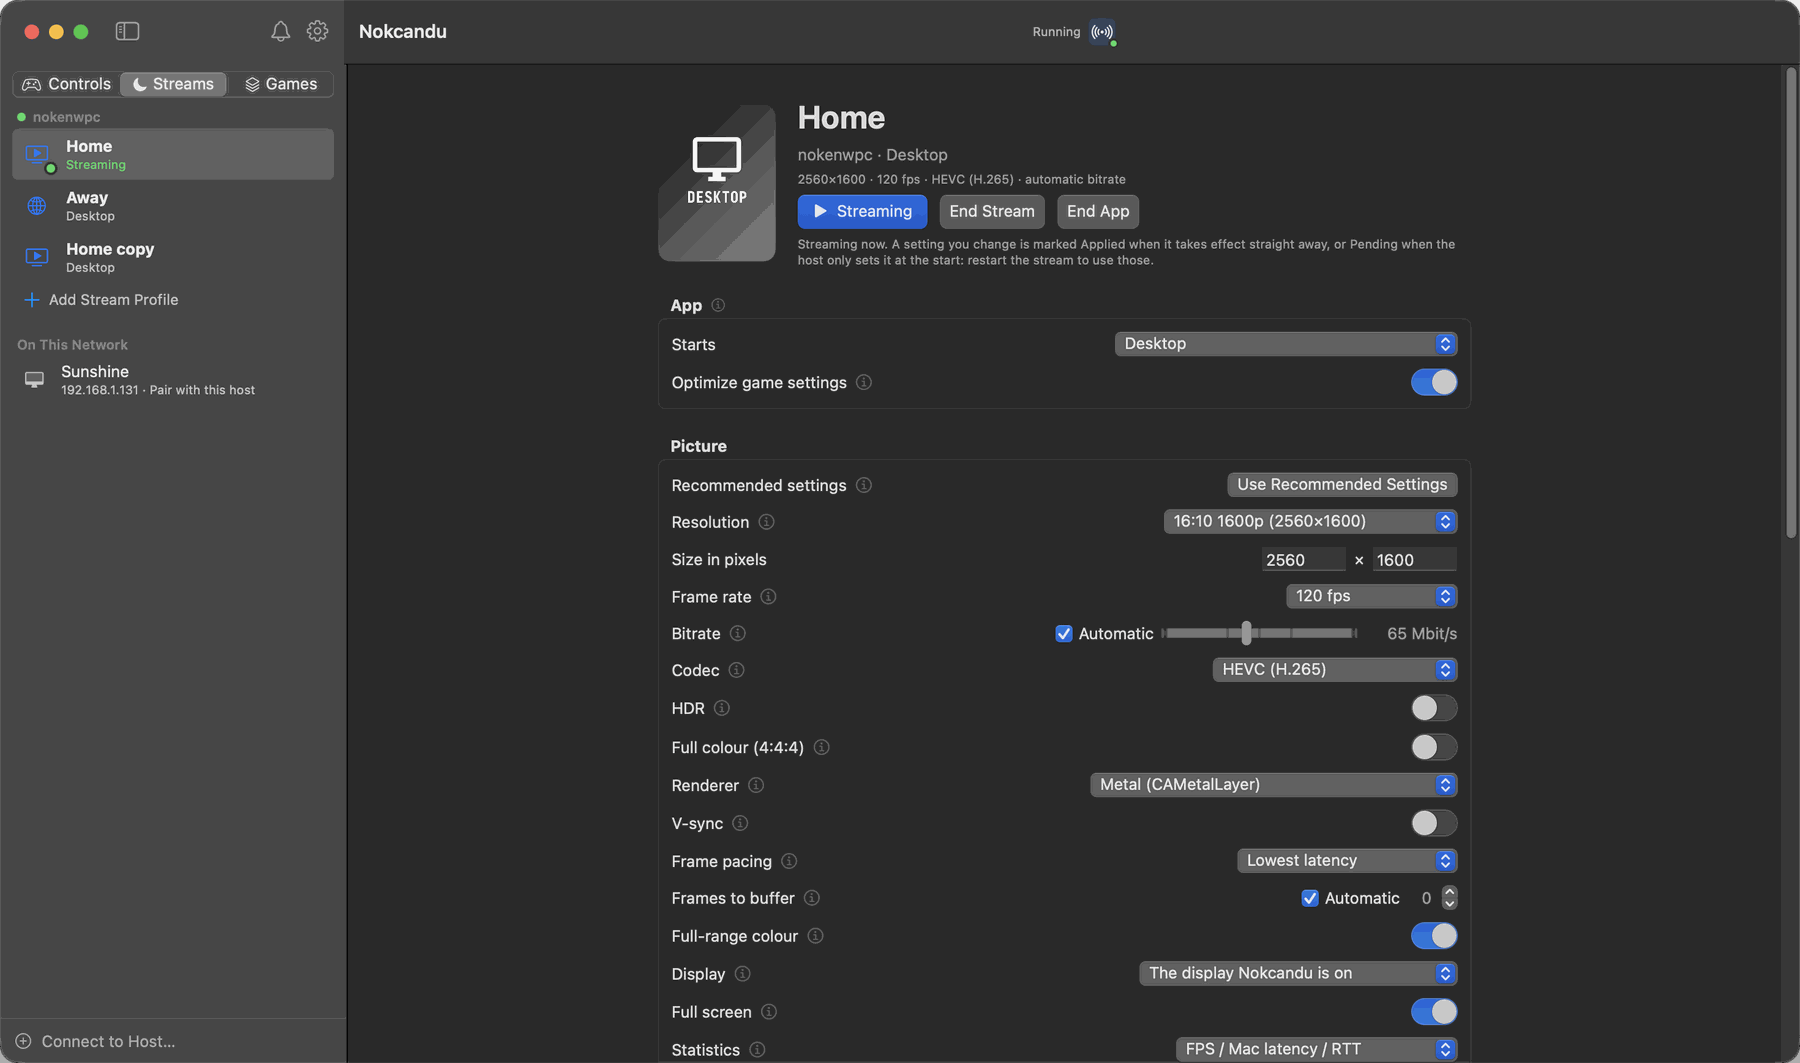 Nokcandu
Running
Controls
Streams
Games
nokenwpc
Home
Streaming
Away
Desktop
Home copy
Desktop
Add Stream Profile
On This Network
Sunshine
192.168.1.131 · Pair with this host
Connect to Host...
DESKTOP
Home
nokenwpc · Desktop
2560×1600 · 120 fps · HEVC (H.265) · automatic bitrate
Streaming
End Stream
End App
Streaming now. A setting you change is marked Applied when it takes effect straight away, or Pending when the
host only sets it at the start: restart the stream to use those.
App
Starts
Desktop
Optimize game settings
Picture
Recommended settings
Use Recommended Settings
Resolution
16:10 1600p (2560×1600)
Size in pixels
2560 × 1600
Frame rate
120 fps
Bitrate
Automatic
65 Mbit/s
Codec
HEVC (H.265)
HDR
Full colour (4:4:4)
Renderer
Metal (CAMetalLayer)
V-sync
Frame pacing
Lowest latency
Frames to buffer
Automatic
0
Full-range colour
Display
The display Nokcandu is on
Full screen
Statistics
FPS / Mac latency / RTT